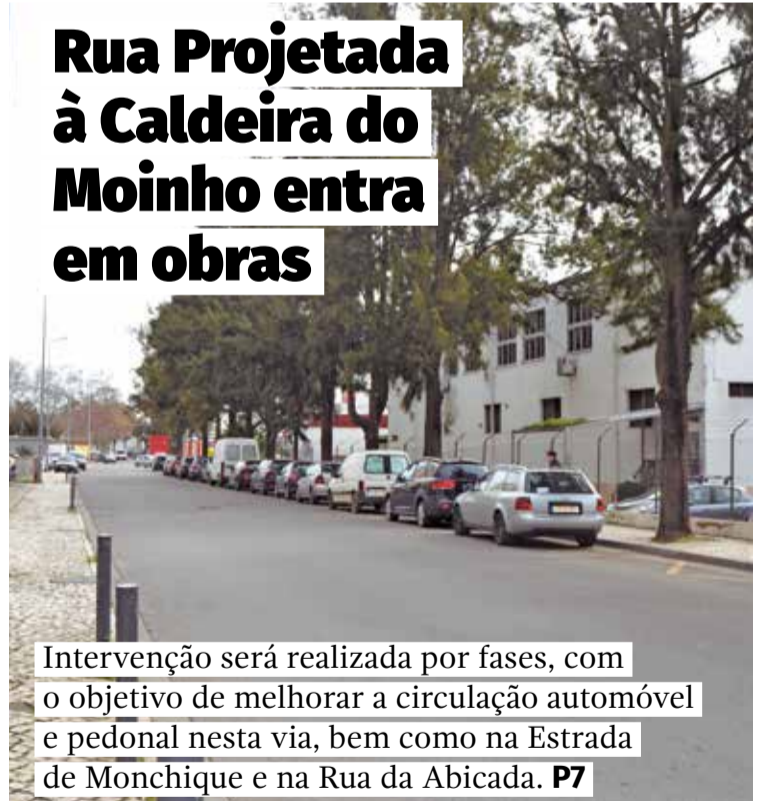 Rua Projetada
à Caldeira do
Moinho entra
em obras
Intervenção será realizada por fases, com
o objetivo de melhorar a circulação automóvel
e pedonal nesta via, bem como na Estrada
de Monchique e na Rua da Abicada. P7